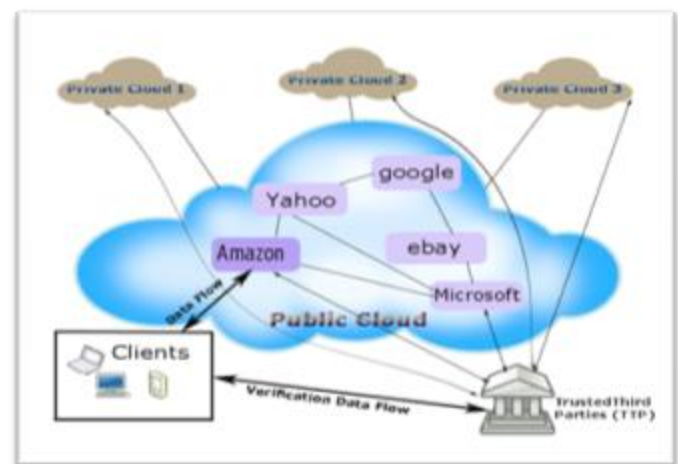 Private Cloud 1
Private Cloud 2
Private Cloud 3
google
Yahoo
Amazon
ebay
Microsoft
Data Flow
Public Cloud
Clients
Verification Data Flow
TrustedThird
Parties (TTP)